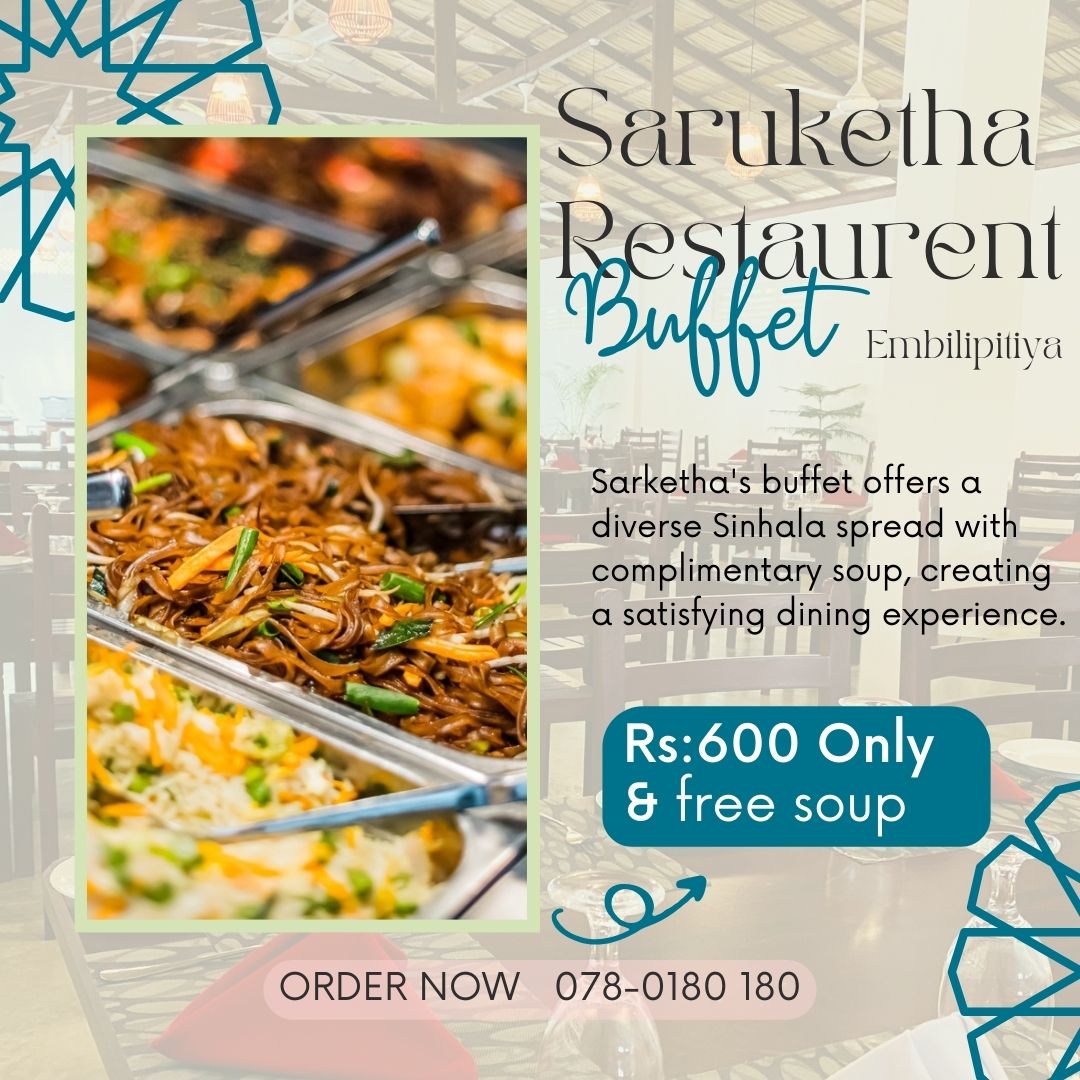 Saruketha
Restaurent
Buffet
Embilipitiya
Sarketha's buffet offers a
diverse Sinhala spread with
complimentary soup, creating
a satisfying dining experience.
Rs:600 Only
& free soup
ORDER NOW 078-0180 180